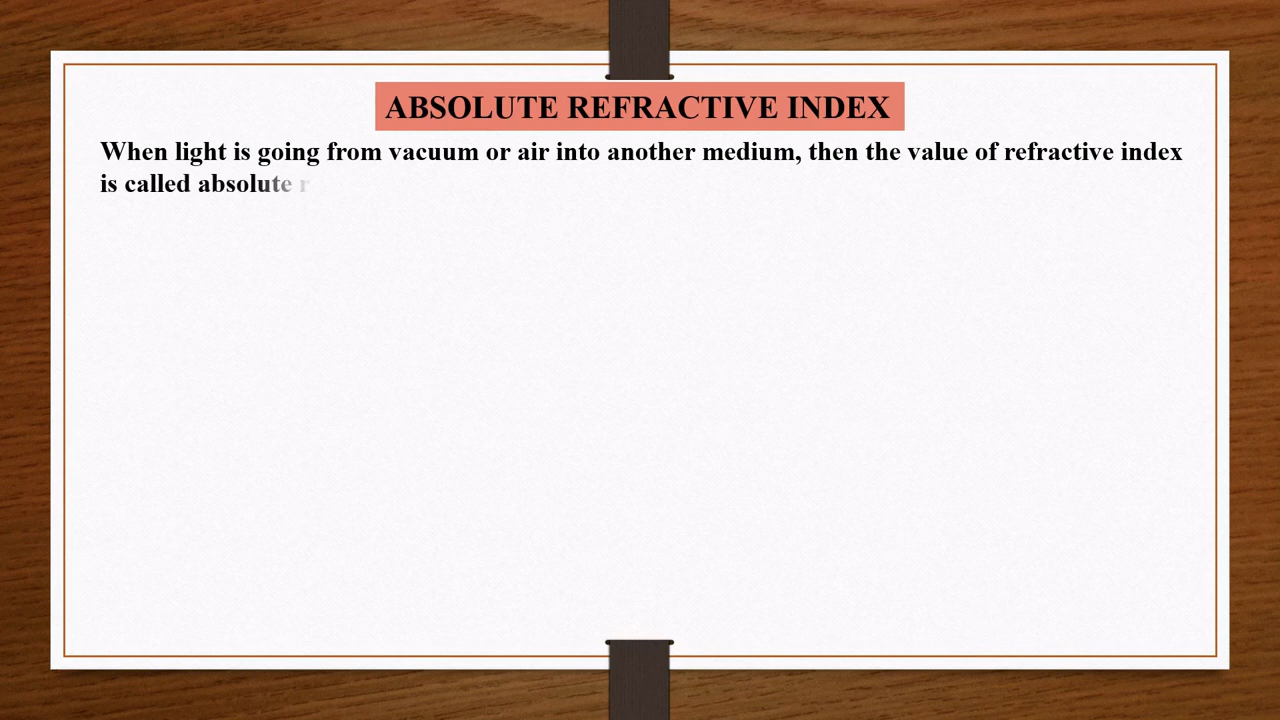 ABSOLUTE REFRACTIVE INDEX
When light is going from vacuum or air into another medium, then the value of refractive index
is called absolute r